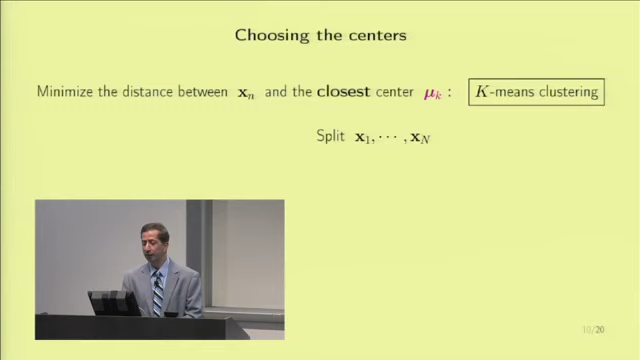 Choosing the centers
Minimize the distance between xₙ and the closest center μₖ : K-means clustering
Split x₁, ⋯ , x_N
10/20